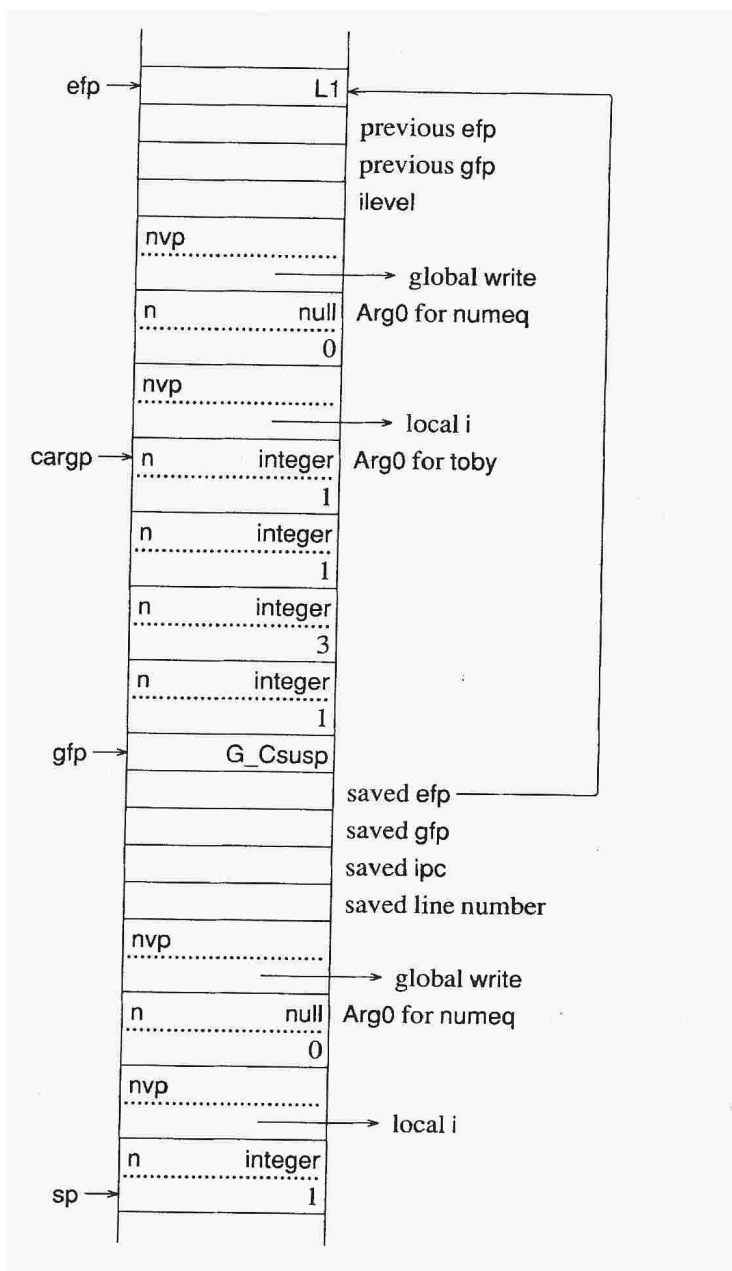 efp L1
previous efp
previous gfp
ilevel
nvp
global write
n null Arg0 for numeq
0
nvp
local i
cargp n integer Arg0 for toby
1
n integer
1
n integer
3
n integer
1
gfp G_Csusp
saved efp
saved gfp
saved ipc
saved line number
nvp
global write
n null Arg0 for numeq
0
nvp
local i
n integer
sp 1